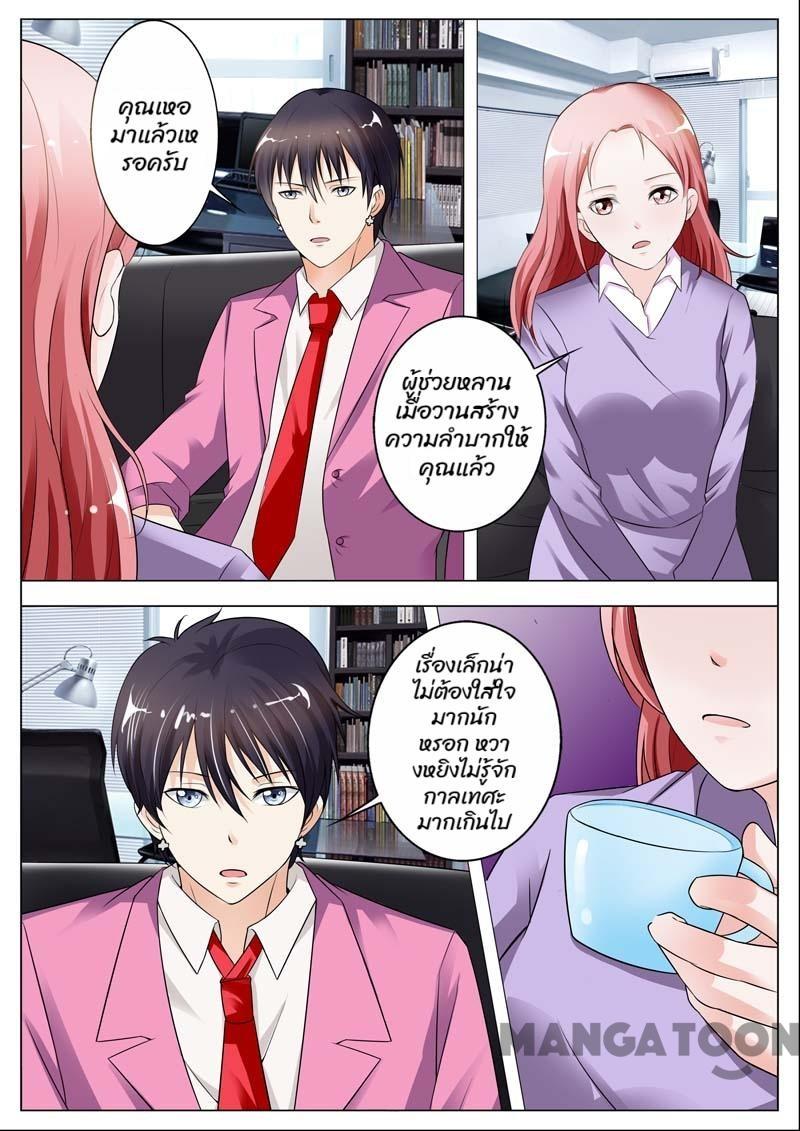 คุณเหอ
มาแล้วเห
รอครับ
ผู้ช่วยหลาน
เมื่อวานสร้าง
ความลำบากให้
คุณแล้ว
เรื่องเล็กน่า
ไม่ต้องใส่ใจ
มากนัก
หรอก หวา
งหยิงไม่รู้จัก
กาลเทศะ
มากเกินไป
MANGATOON